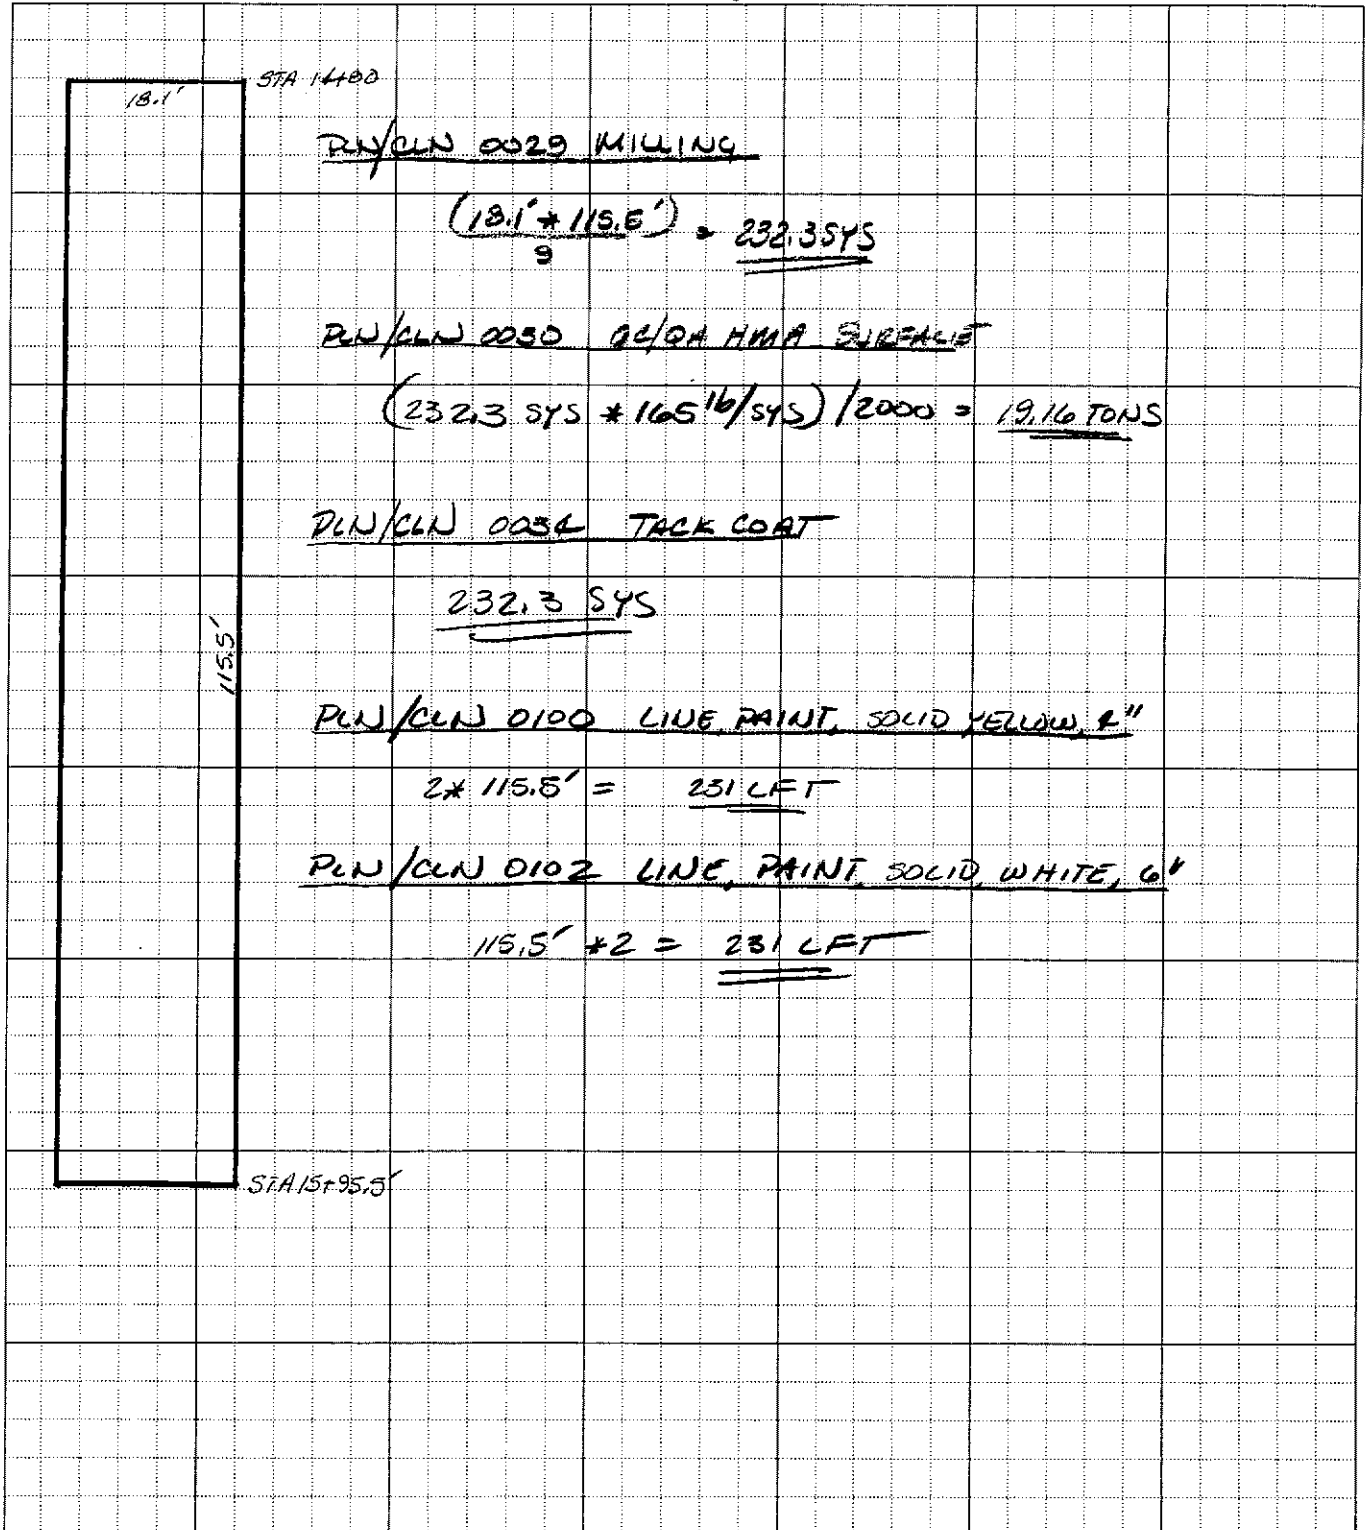 STA 14+80
18.1'
PLN/CLN 0029 MILLING
(18.1' * 115.5')
9
= 232.3 SYS
PLN/CLN 0030 QC/QA HMA SURFACE
(232.3 SYS * 165 lb/SYS) /2000 = 19.16 TONS
PLN/CLN 0034 TACK COAT
232.3 SYS
115.5'
PLN/CLN 0100 LINE, PAINT, SOLID YELLOW, 4"
2* 115.5' = 231 LFT
PLN/CLN 0102 LINE, PAINT, SOLID, WHITE, 6"
115.5' *2 = 231 LFT
STA 15+95.5'